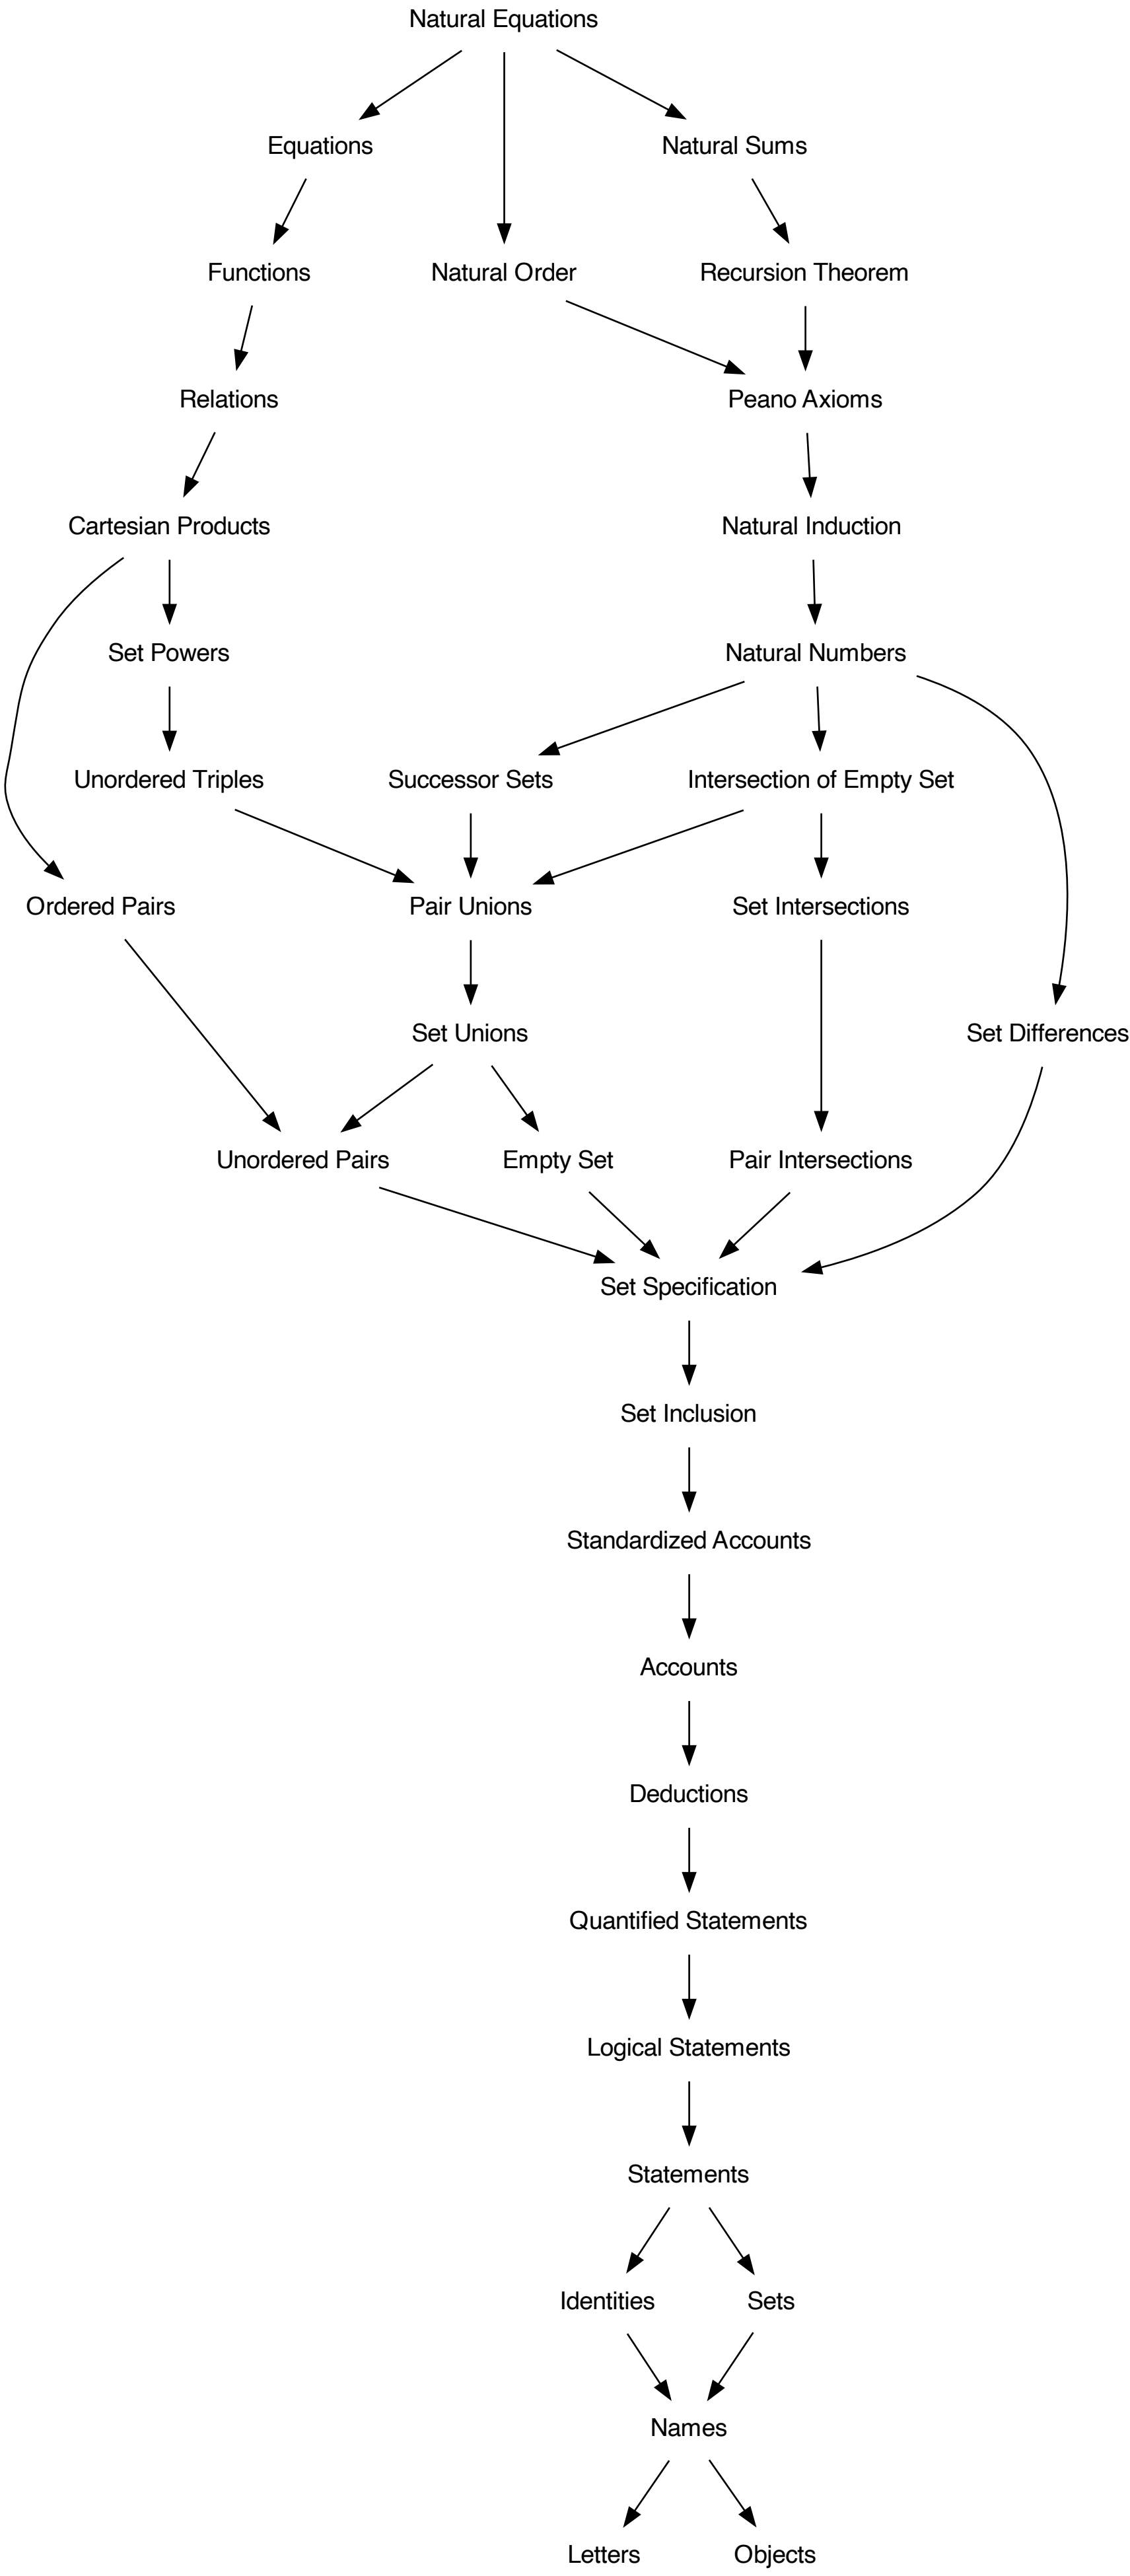 Natural Equations
Equations
Natural Sums
Functions
Natural Order
Recursion Theorem
Relations
Peano Axioms
Cartesian Products
Natural Induction
Set Powers
Natural Numbers
Unordered Triples
Successor Sets
Intersection of Empty Set
Ordered Pairs
Pair Unions
Set Intersections
Set Unions
Set Differences
Unordered Pairs
Empty Set
Pair Intersections
Set Specification
Set Inclusion
Standardized Accounts
Accounts
Deductions
Quantified Statements
Logical Statements
Statements
Identities
Sets
Names
Letters
Objects